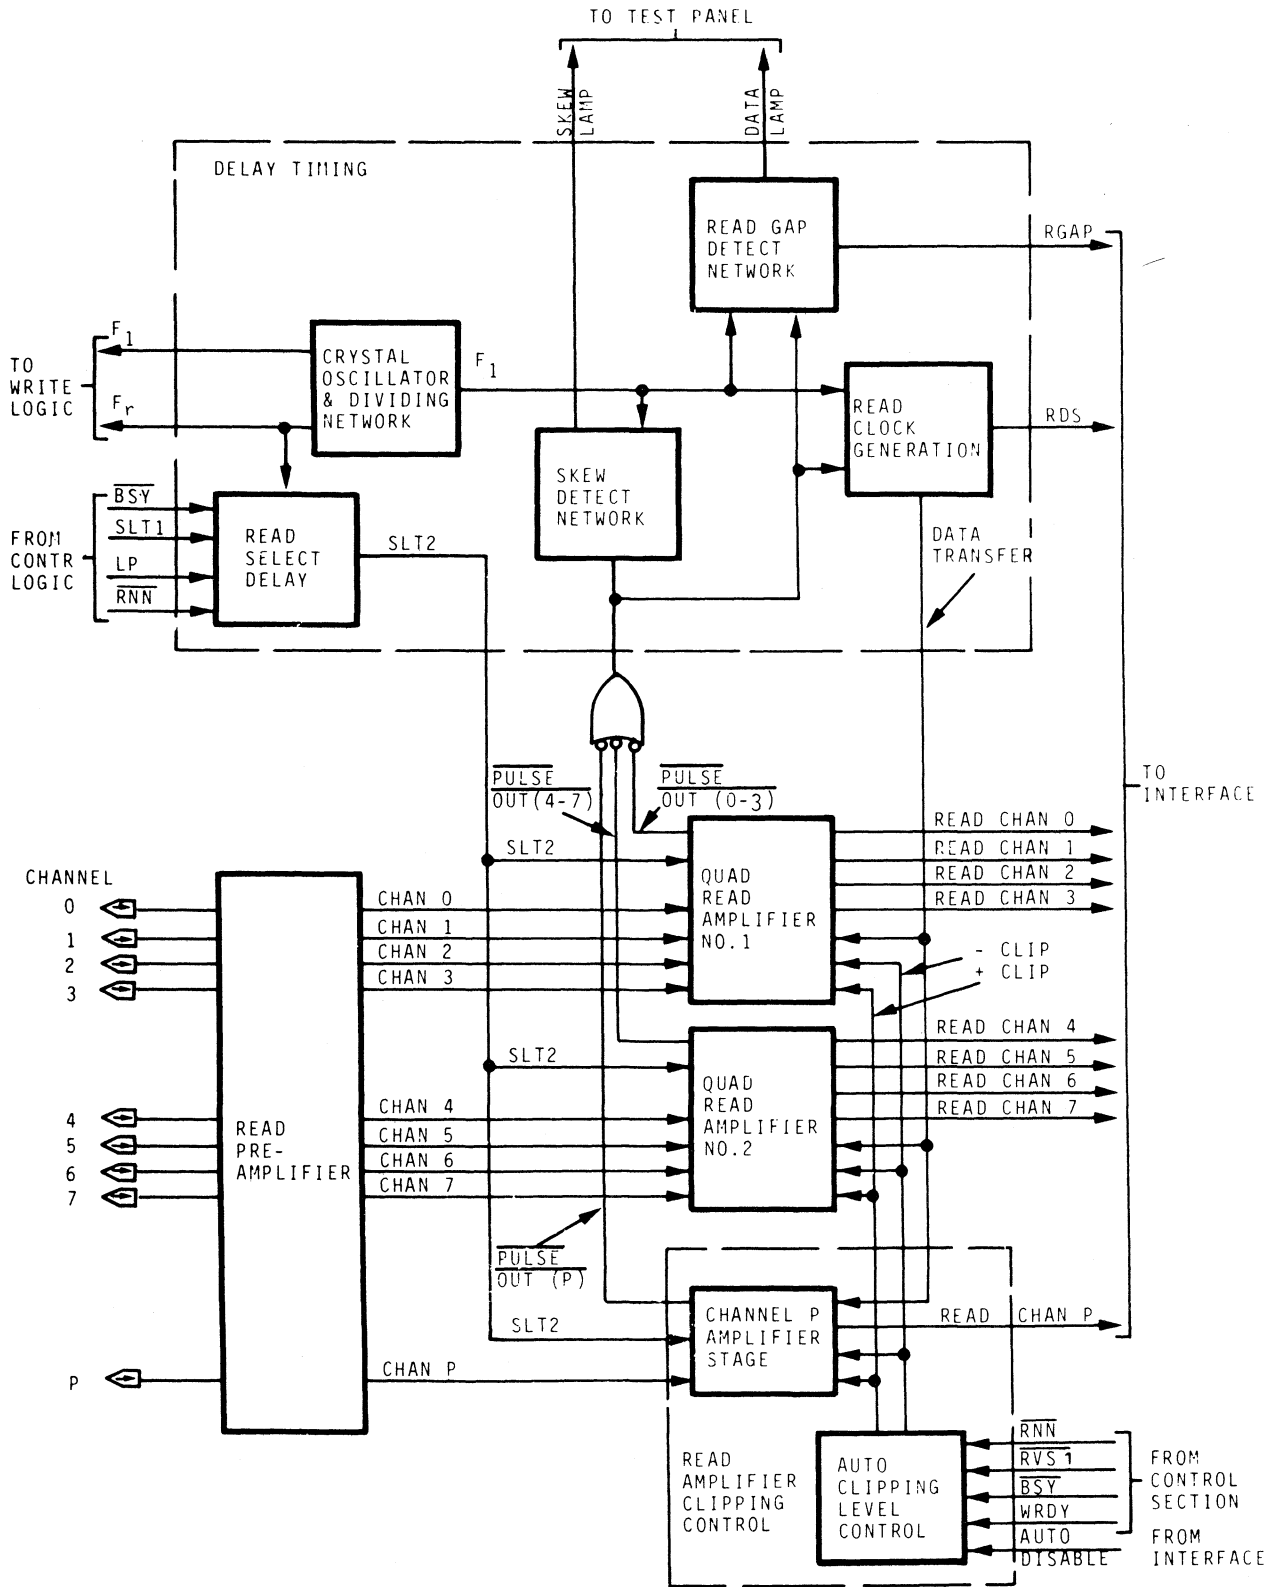 TO TEST PANEL
SKEW LAMP
DATA LAMP
DELAY TIMING
READ GAP
DETECT
NETWORK
RGAP
TO
WRITE
LOGIC
F1
Fr
CRYSTAL
OSCILLATOR
& DIVIDING
NETWORK
F1
READ
CLOCK
GENERATION
RDS
SKEW
DETECT
NETWORK
FROM
CONTR
LOGIC
BSY
SLT1
LP
RNN
READ
SELECT
DELAY
SLT2
DATA
TRANSFER
PULSE
OUT(4-7)
PULSE
OUT (0-3)
TO
INTERFACE
SLT2
QUAD
READ
AMPLIFIER
NO.1
READ CHAN 0
READ CHAN 1
READ CHAN 2
READ CHAN 3
CHANNEL
0
1
2
3
CHAN 0
CHAN 1
CHAN 2
CHAN 3
- CLIP
+ CLIP
SLT2
QUAD
READ
AMPLIFIER
NO.2
READ CHAN 4
READ CHAN 5
READ CHAN 6
READ CHAN 7
4
5
6
7
READ
PRE-
AMPLIFIER
CHAN 4
CHAN 5
CHAN 6
CHAN 7
PULSE
OUT (P)
SLT2
CHANNEL P
AMPLIFIER
STAGE
READ CHAN P
P
CHAN P
READ
AMPLIFIER
CLIPPING
CONTROL
AUTO
CLIPPING
LEVEL
CONTROL
RNN
RVS1
BSY
WRDY
AUTO
DISABLE
FROM
CONTROL
SECTION
FROM
INTERFACE